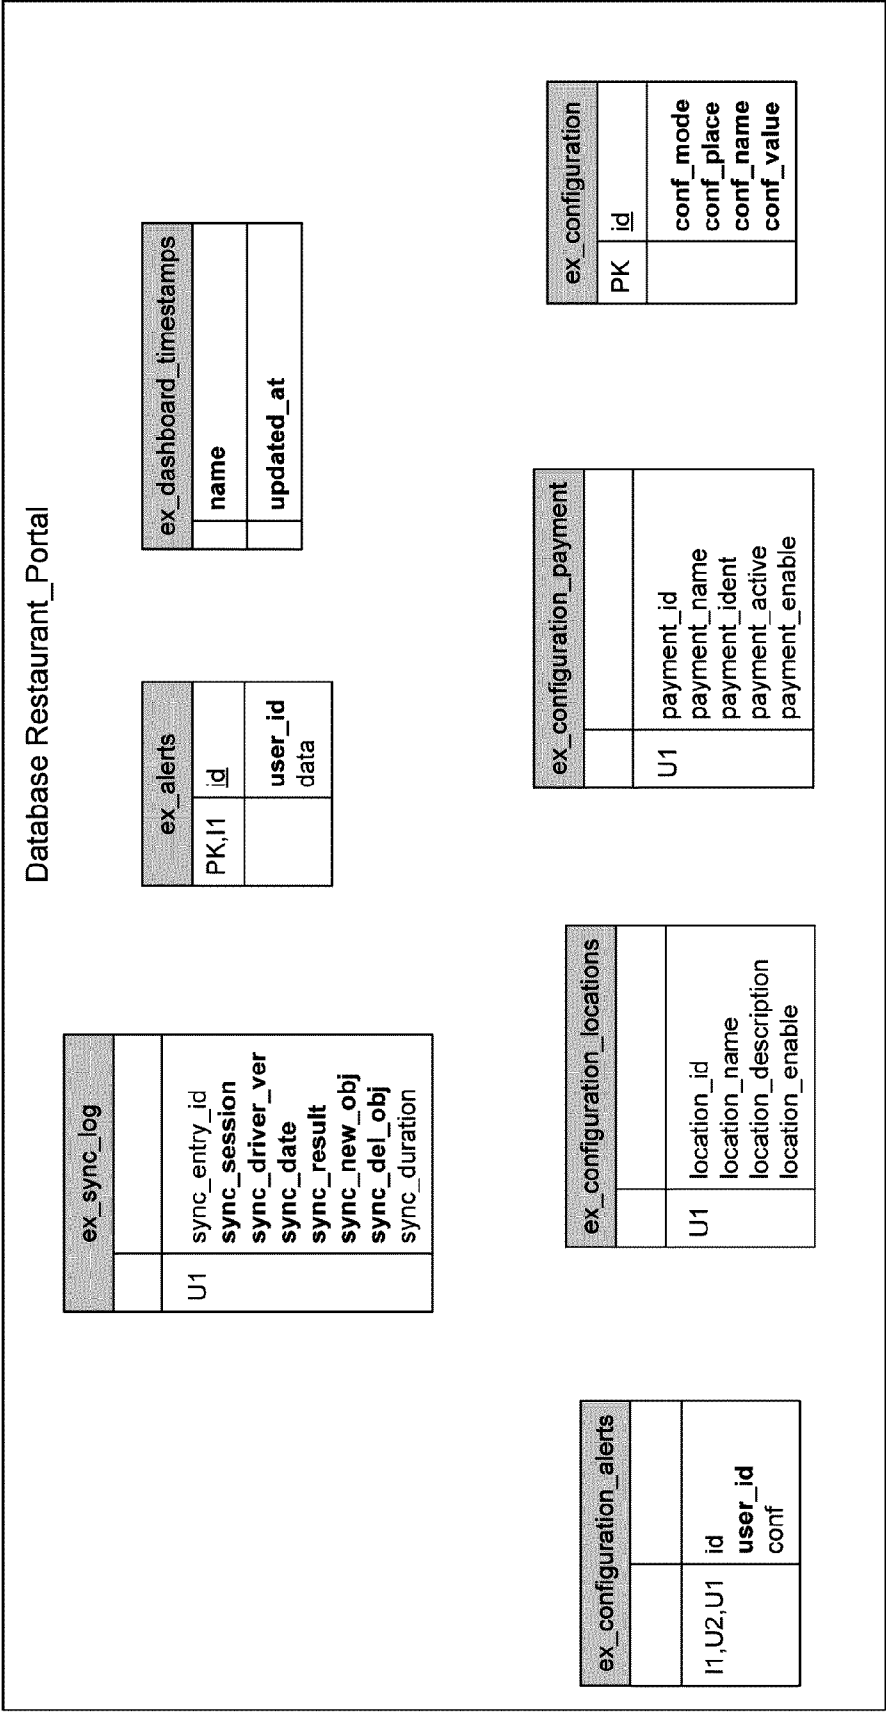 Database Restaurant_Portal
ex_sync_log
U1 sync_entry_id
sync_session
sync_driver_ver
sync_date
sync_result
sync_new_obj
sync_del_obj
sync_duration
ex_alerts
PK,I1 id
user_id
data
ex_dashboard_timestamps
name
updated_at
ex_configuration_alerts
I1,U2,U1 id
user_id
conf
ex_configuration_locations
U1 location_id
location_name
location_description
location_enable
ex_configuration_payment
U1 payment_id
payment_name
payment_ident
payment_active
payment_enable
ex_configuration
PK id
conf_mode
conf_place
conf_name
conf_value